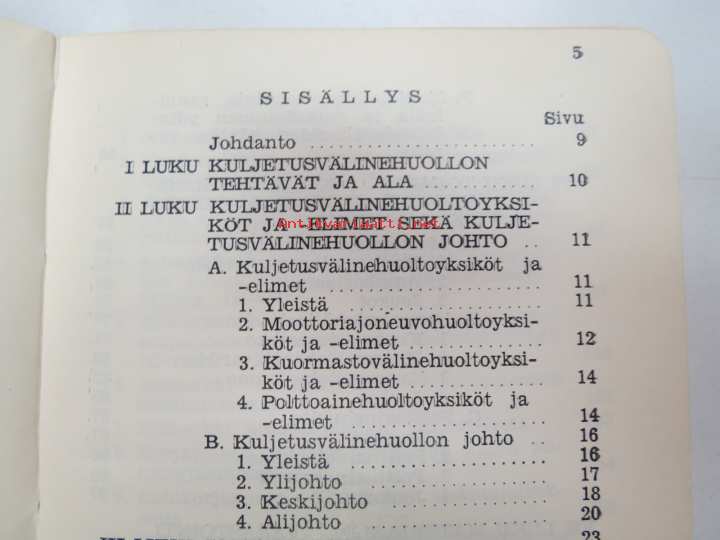 5
SISÄLLYS
Sivu
Johdanto 9
I LUKU KULJETUSVÄLINEHUOLLON
TEHTÄVÄT JA ALA 10
II LUKU KULJETUSVÄLINEHUOLTOYKSI-
KÖT JA -ELIMET SEKÄ KULJE-
TUSVÄLINEHUOLLON JOHTO 11
A. Kuljetusvälinehuoltoyksiköt ja
-elimet 11
1. Yleistä 11
2. Moottoriajoneuvohuoltoyksi-
köt ja -elimet 12
3. Kuormastovälinehuoltoyksi-
köt ja -elimet 14
4. Polttoainehuoltoyksiköt ja
-elimet 14
B. Kuljetusvälinehuollon johto 16
1. Yleistä 16
2. Ylijohto 17
3. Keskijohto 18
4. Alijohto 20
23